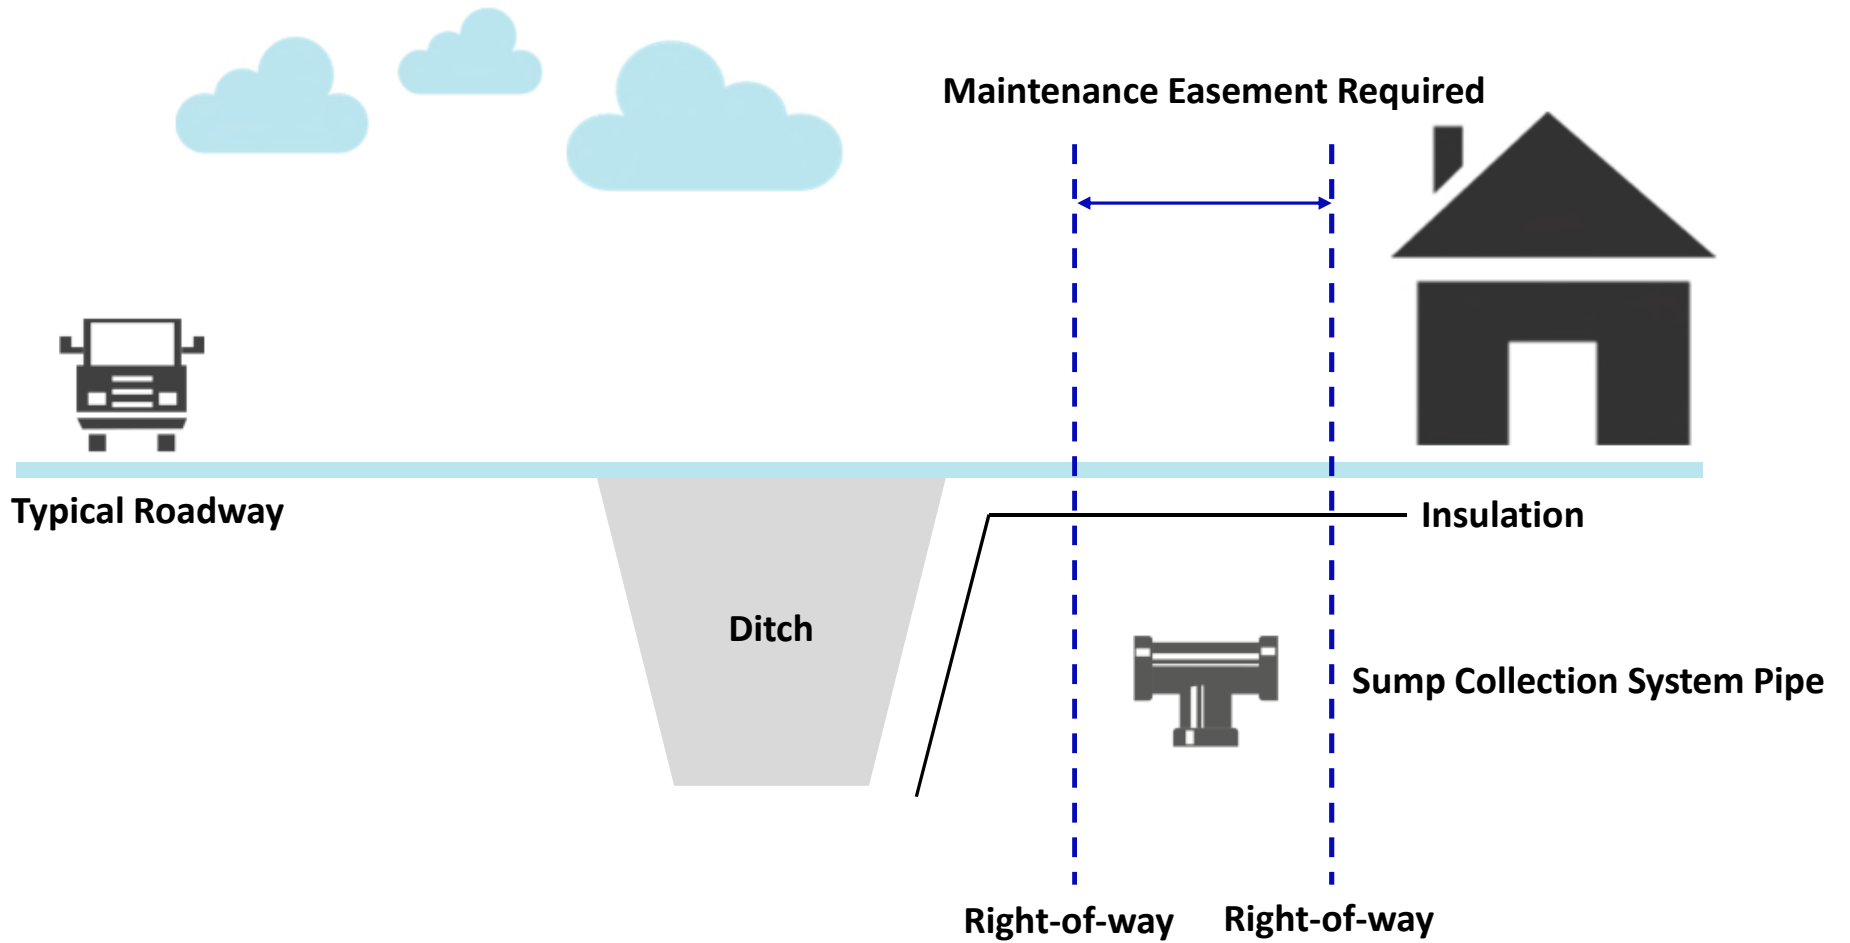 Maintenance Easement Required
Typical Roadway
Insulation
Ditch
Sump Collection System Pipe
Right-of-way
Right-of-way